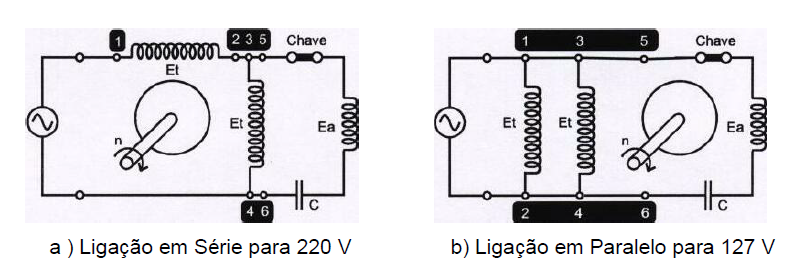 1 2 3 5 Chave
Et
Et
Ea
n
C
4 6
a ) Ligação em Série para 220 V
1 3 5 Chave
Et
Et
Ea
n
C
2 4 6
b) Ligação em Paralelo para 127 V